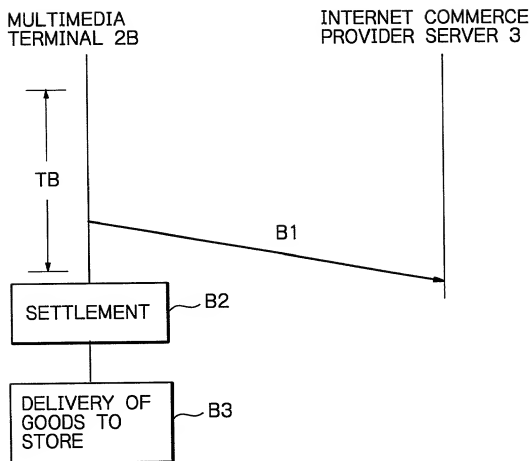 MULTIMEDIA
TERMINAL 2B
INTERNET COMMERCE
PROVIDER SERVER 3
TB
B1
SETTLEMENT
B2
DELIVERY OF
GOODS TO
STORE
B3